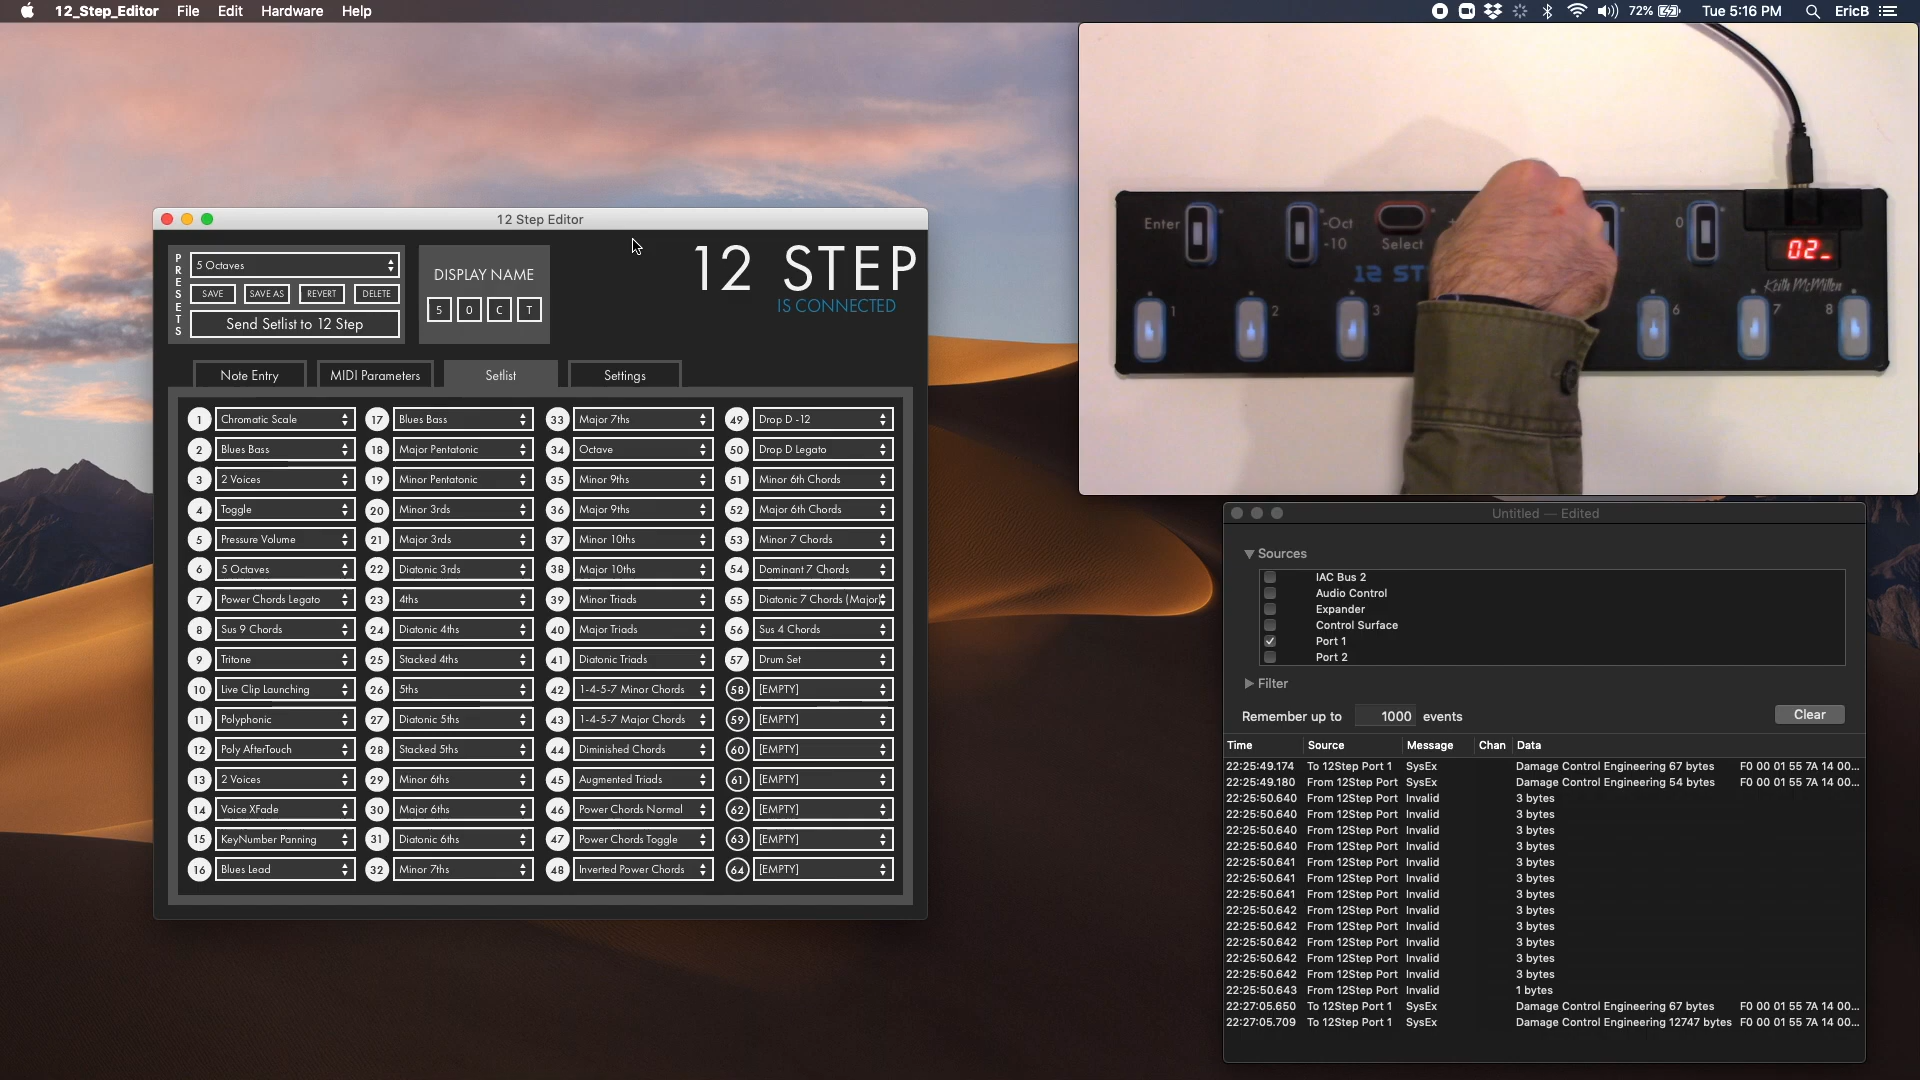 12_Step_Editor File Edit Hardware Help
72% Tue 5:16 PM EricB
12 Step Editor
PRESETS
5 Octaves
SAVE SAVE AS REVERT DELETE
Send Setlist to 12 Step
DISPLAY NAME
5 O C T
12 STEP
IS CONNECTED
Note Entry MIDI Parameters Setlist Settings
1 Chromatic Scale 17 Blues Bass 33 Major 7ths 49 Drop D -12
2 Blues Bass 18 Major Pentatonic 34 Octave 50 Drop D Legato
3 2 Voices 19 Minor Pentatonic 35 Minor 9ths 51 Minor 6th Chords
4 Toggle 20 Minor 3rds 36 Major 9ths 52 Major 6th Chords
5 Pressure Volume 21 Major 3rds 37 Minor 10ths 53 Minor 7 Chords
6 5 Octaves 22 Diatonic 3rds 38 Major 10ths 54 Dominant 7 Chords
7 Power Chords Legato 23 4ths 39 Minor Triads 55 Diatonic 7 Chords (Major)
8 Sus 9 Chords 24 Diatonic 4ths 40 Major Triads 56 Sus 4 Chords
9 Tritone 25 Stacked 4ths 41 Diatonic Triads 57 Drum Set
10 Live Clip Launching 26 5ths 42 1-4-5-7 Minor Chords 58 [EMPTY]
11 Polyphonic 27 Diatonic 5ths 43 1-4-5-7 Major Chords 59 [EMPTY]
12 Poly AfterTouch 28 Stacked 5ths 44 Diminished Chords 60 [EMPTY]
13 2 Voices 29 Minor 6ths 45 Augmented Triads 61 [EMPTY]
14 Voice XFade 30 Major 6ths 46 Power Chords Normal 62 [EMPTY]
15 KeyNumber Panning 31 Diatonic 6ths 47 Power Chords Toggle 63 [EMPTY]
16 Blues Lead 32 Minor 7ths 48 Inverted Power Chords 64 [EMPTY]
Enter -Oct + 0
-10 Select
02_
12 ST
Keith McMillen
1 2 3 6 7 8
Untitled — Edited
Sources
IAC Bus 2
Audio Control
Expander
Control Surface
Port 1
Port 2
Filter
Remember up to 1000 events Clear
Time Source Message Chan Data
22:25:49.174 To 12Step Port 1 SysEx Damage Control Engineering 67 bytes F0 00 01 55 7A 14 00...
22:25:49.180 From 12Step Port SysEx Damage Control Engineering 54 bytes F0 00 01 55 7A 14 00...
22:25:50.640 From 12Step Port Invalid 3 bytes
22:25:50.640 From 12Step Port Invalid 3 bytes
22:25:50.640 From 12Step Port Invalid 3 bytes
22:25:50.640 From 12Step Port Invalid 3 bytes
22:25:50.641 From 12Step Port Invalid 3 bytes
22:25:50.641 From 12Step Port Invalid 3 bytes
22:25:50.641 From 12Step Port Invalid 3 bytes
22:25:50.642 From 12Step Port Invalid 3 bytes
22:25:50.642 From 12Step Port Invalid 3 bytes
22:25:50.642 From 12Step Port Invalid 3 bytes
22:25:50.642 From 12Step Port Invalid 3 bytes
22:25:50.642 From 12Step Port Invalid 3 bytes
22:25:50.643 From 12Step Port Invalid 1 bytes
22:27:05.650 To 12Step Port 1 SysEx Damage Control Engineering 67 bytes F0 00 01 55 7A 14 00...
22:27:05.709 To 12Step Port 1 SysEx Damage Control Engineering 12747 bytes F0 00 01 55 7A 14 00...